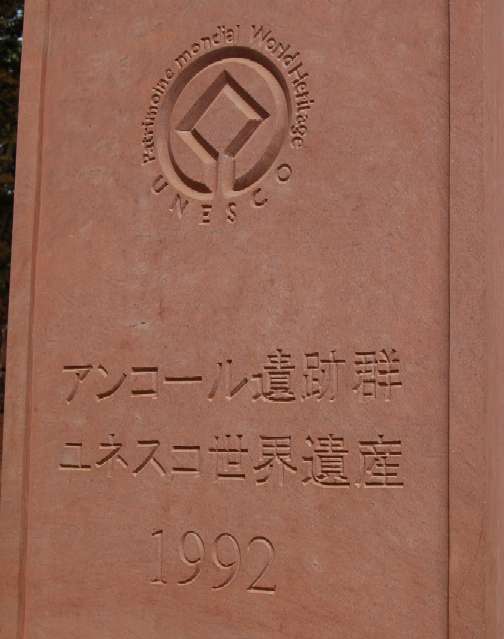 Patrimoine mondial World Heritage
UNESCO
アンコール遺跡群
ユネスコ世界遺産
1992